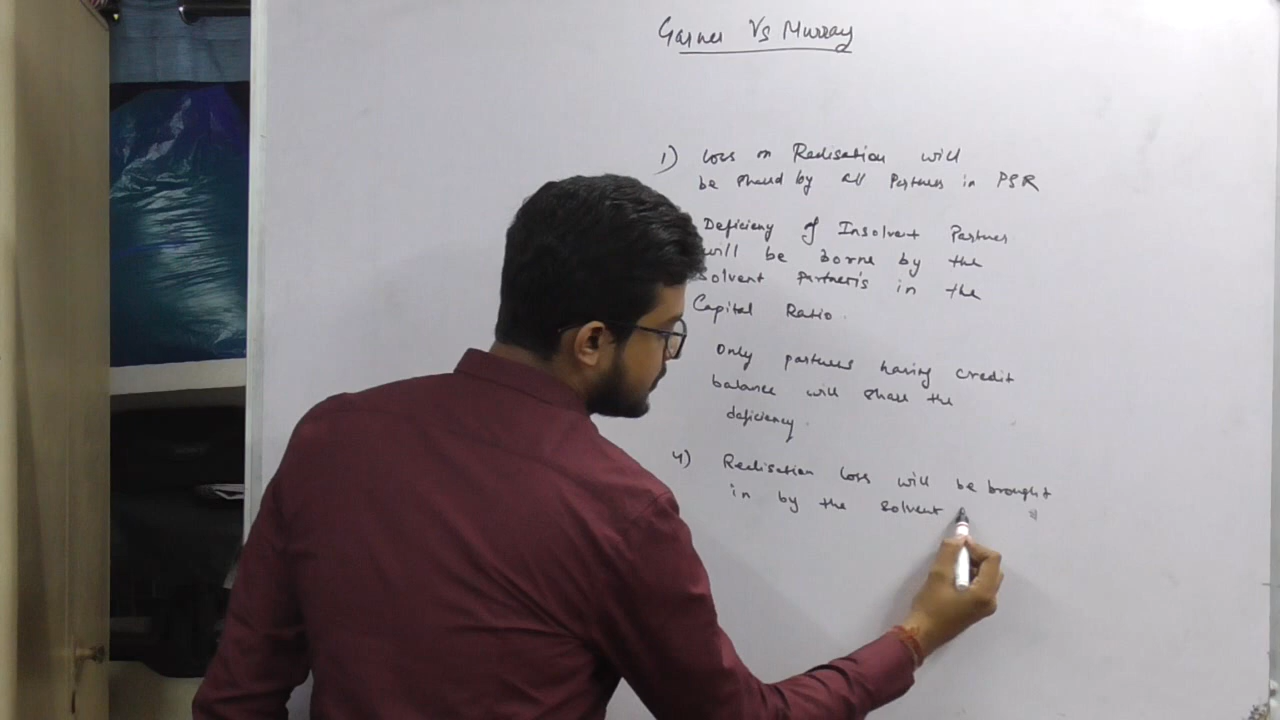 Garner Vs Murray
1) Loss on Realisation will
be shared by all Partners in PSR
Deficiency of Insolvent Partner
will be borne by the
solvent Partner's in the
Capital Ratio.
Only partners having credit
balance will share the
deficiency.
4) Realisation loss will be brought
in by the solvent